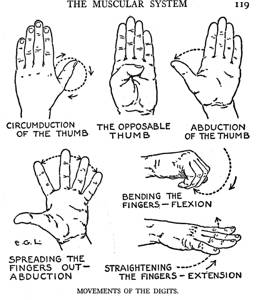 THE MUSCULAR SYSTEM 119
CIRCUMDUCTION
OF THE THUMB
THE OPPOSABLE
THUMB
ABDUCTION
OF THE THUMB
BENDING THE
FINGERS – FLEXION
e.G.L.
SPREADING THE
FINGERS OUT–
ABDUCTION
STRAIGHTENING
THE FINGERS – EXTENSION
MOVEMENTS OF THE DIGITS.